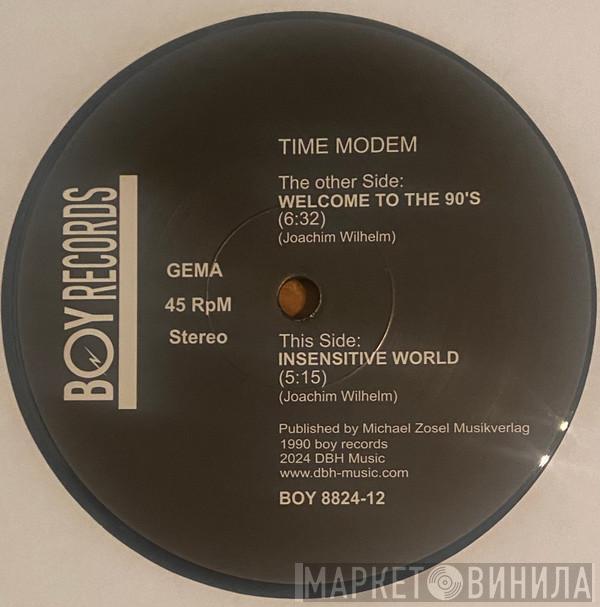 BOY RECORDS
TIME MODEM
The other Side:
WELCOME TO THE 90'S
(6:32)
(Joachim Wilhelm)
GEMA
45 RpM
Stereo
This Side:
INSENSITIVE WORLD
(5:15)
(Joachim Wilhelm)
Published by Michael Zosel Musikverlag
1990 boy records
2024 DBH Music
www.dbh-music.com
BOY 8824-12
МАРКЕТ ВИНИЛА